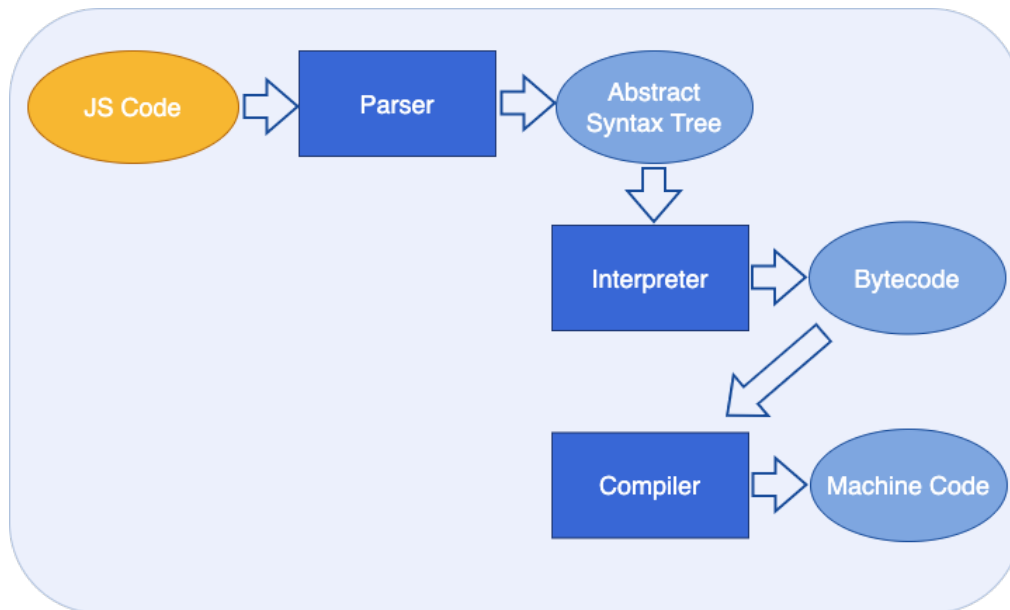 JS Code
Parser
Abstract
Syntax Tree
Interpreter
Bytecode
Compiler
Machine Code